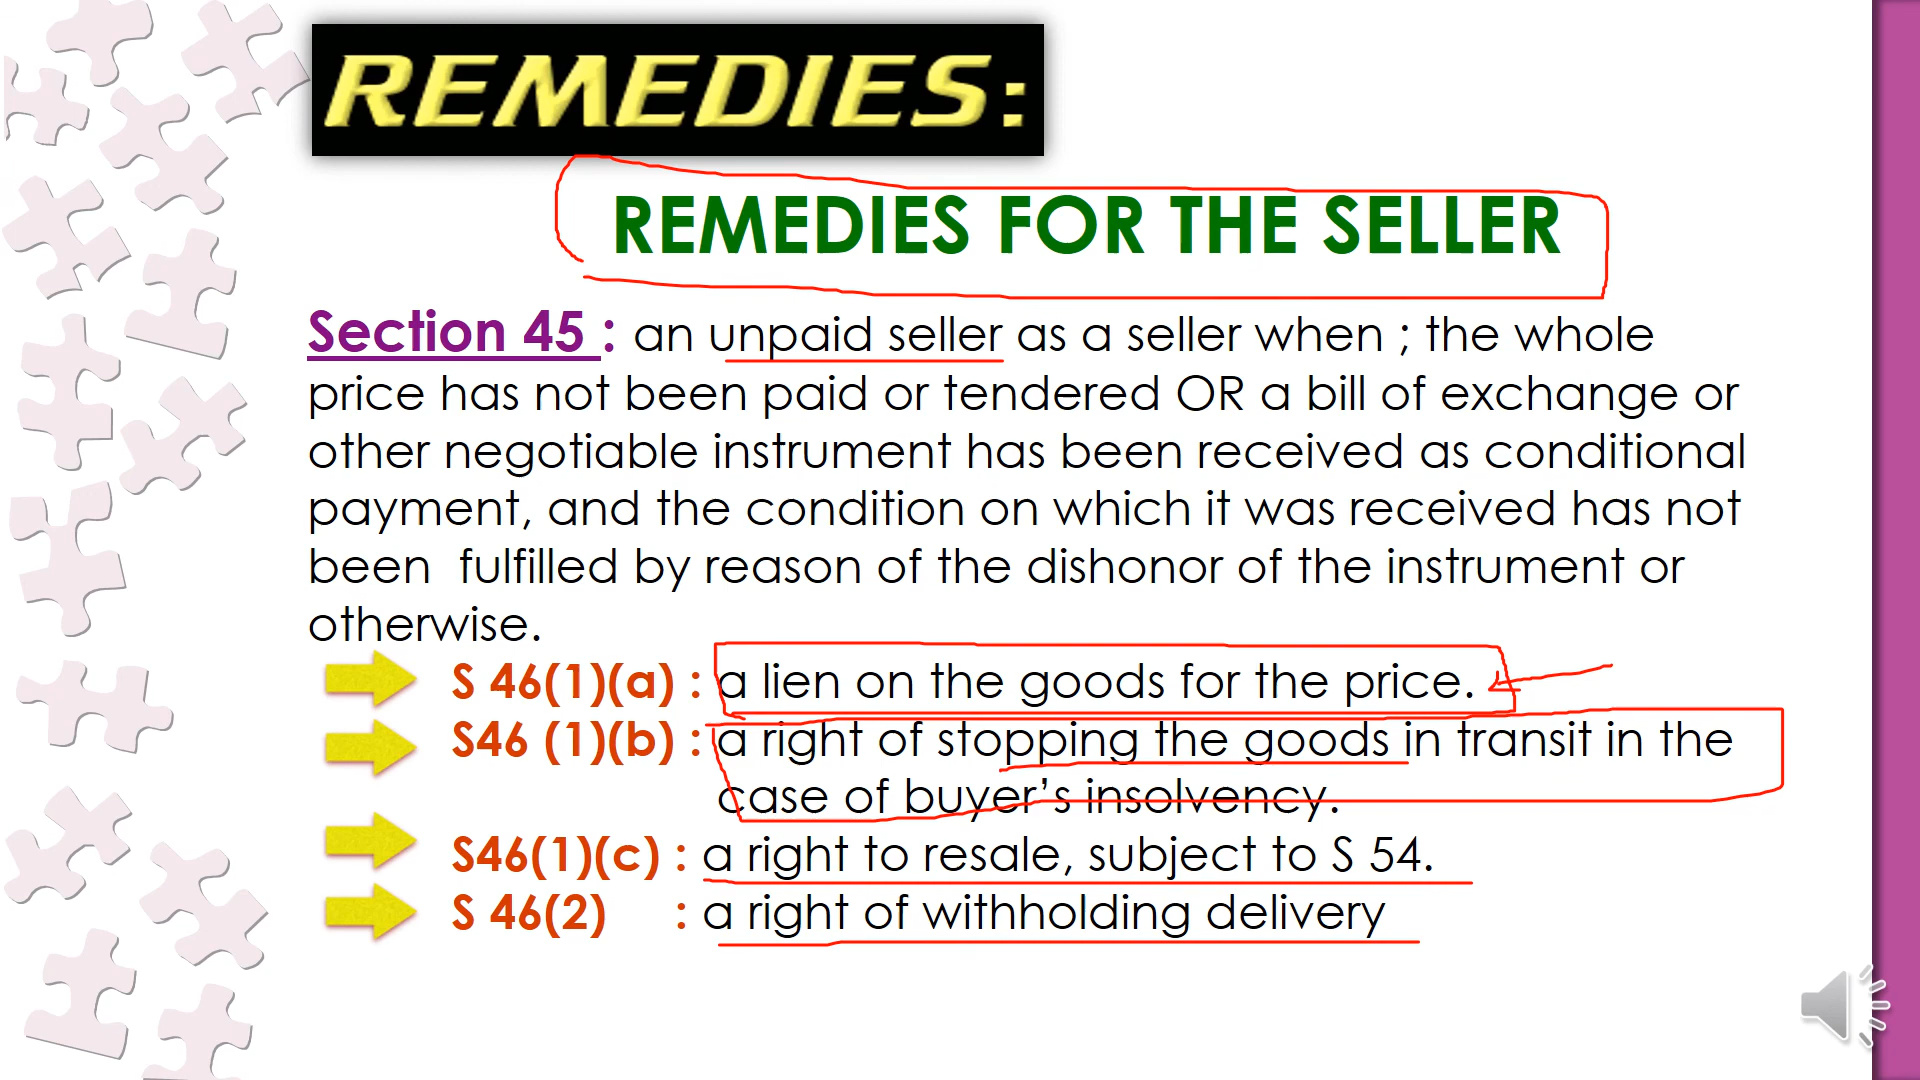 REMEDIES:
REMEDIES FOR THE SELLER
Section 45 : an unpaid seller as a seller when ; the whole
price has not been paid or tendered OR a bill of exchange or
other negotiable instrument has been received as conditional
payment, and the condition on which it was received has not
been fulfilled by reason of the dishonor of the instrument or
otherwise.
S 46(1)(a) : a lien on the goods for the price.
S46 (1)(b) : a right of stopping the goods in transit in the
case of buyer’s insolvency.
S46(1)(c) : a right to resale, subject to S 54.
S 46(2) : a right of withholding delivery